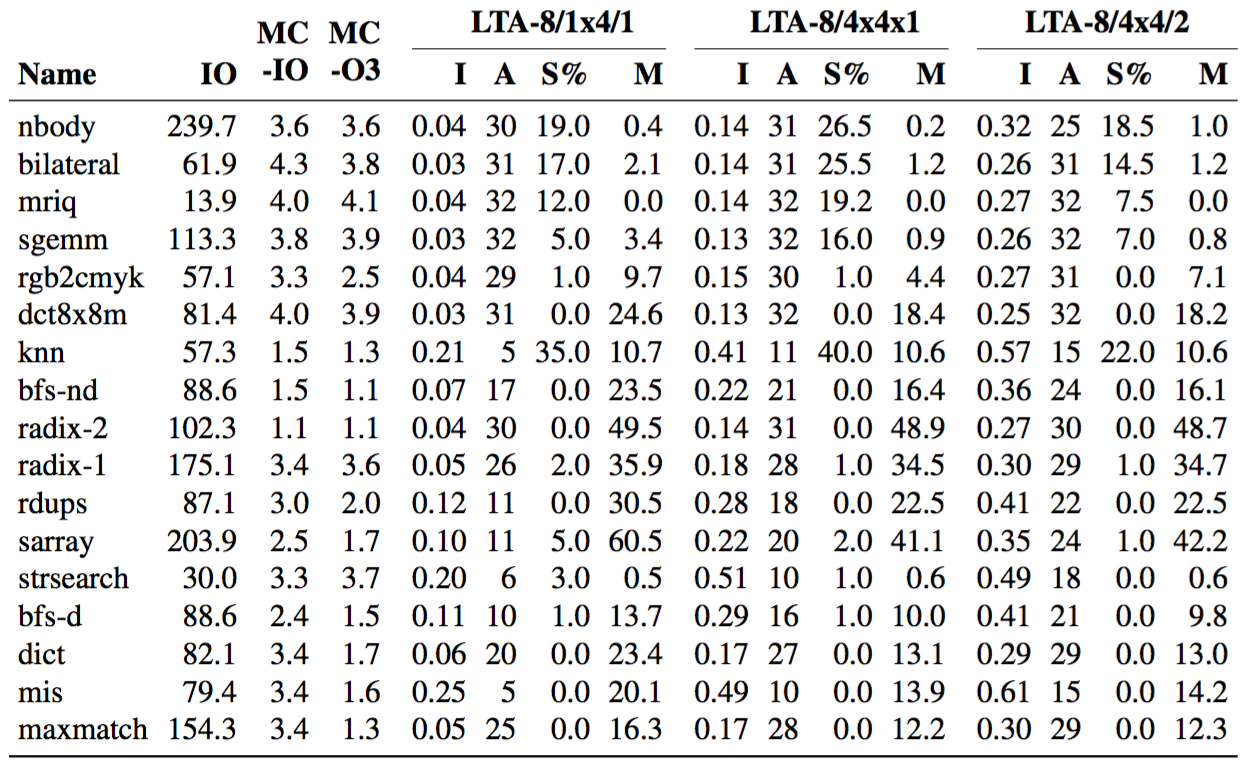 MC MC LTA-8/1x4/1 LTA-8/4x4x1 LTA-8/4x4/2
Name IO -IO -O3 I A S% M I A S% M I A S% M
nbody 239.7 3.6 3.6 0.04 30 19.0 0.4 0.14 31 26.5 0.2 0.32 25 18.5 1.0
bilateral 61.9 4.3 3.8 0.03 31 17.0 2.1 0.14 31 25.5 1.2 0.26 31 14.5 1.2
mriq 13.9 4.0 4.1 0.04 32 12.0 0.0 0.14 32 19.2 0.0 0.27 32 7.5 0.0
sgemm 113.3 3.8 3.9 0.03 32 5.0 3.4 0.13 32 16.0 0.9 0.26 32 7.0 0.8
rgb2cmyk 57.1 3.3 2.5 0.04 29 1.0 9.7 0.15 30 1.0 4.4 0.27 31 0.0 7.1
dct8x8m 81.4 4.0 3.9 0.03 31 0.0 24.6 0.13 32 0.0 18.4 0.25 32 0.0 18.2
knn 57.3 1.5 1.3 0.21 5 35.0 10.7 0.41 11 40.0 10.6 0.57 15 22.0 10.6
bfs-nd 88.6 1.5 1.1 0.07 17 0.0 23.5 0.22 21 0.0 16.4 0.36 24 0.0 16.1
radix-2 102.3 1.1 1.1 0.04 30 0.0 49.5 0.14 31 0.0 48.9 0.27 30 0.0 48.7
radix-1 175.1 3.4 3.6 0.05 26 2.0 35.9 0.18 28 1.0 34.5 0.30 29 1.0 34.7
rdups 87.1 3.0 2.0 0.12 11 0.0 30.5 0.28 18 0.0 22.5 0.41 22 0.0 22.5
sarray 203.9 2.5 1.7 0.10 11 5.0 60.5 0.22 20 2.0 41.1 0.35 24 1.0 42.2
strsearch 30.0 3.3 3.7 0.20 6 3.0 0.5 0.51 10 1.0 0.6 0.49 18 0.0 0.6
bfs-d 88.6 2.4 1.5 0.11 10 1.0 13.7 0.29 16 1.0 10.0 0.41 21 0.0 9.8
dict 82.1 3.4 1.7 0.06 20 0.0 23.4 0.17 27 0.0 13.1 0.29 29 0.0 13.0
mis 79.4 3.4 1.6 0.25 5 0.0 20.1 0.49 10 0.0 13.9 0.61 15 0.0 14.2
maxmatch 154.3 3.4 1.3 0.05 25 0.0 16.3 0.17 28 0.0 12.2 0.30 29 0.0 12.3